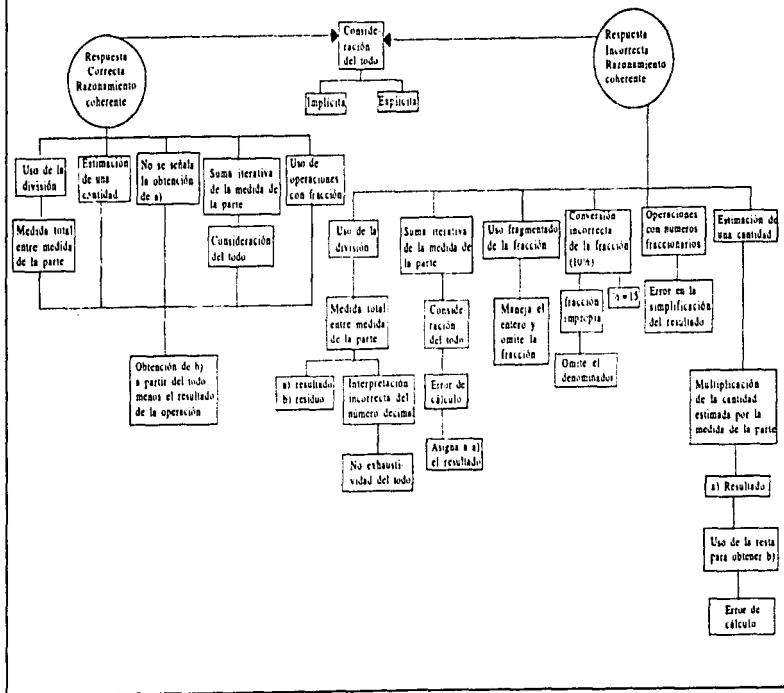 Conside-
ración
del todo
Implícita
Explícita
Respuesta
Correcta
Razonamiento
coherente
Respuesta
Incorrecta
Razonamiento
coherente
Uso de la
división
Estimación
de una
cantidad
No se señala
la obtención
de a)
Suma iterativa
de la medida de
la parte
Uso de
operaciones
con fracción
Medida total
entre medida
de la parte
Consideración
del todo
Obtención de b)
a partir del todo
menos el resultado
de la operación
Uso de la
división
Suma iterativa
de la medida de
la parte
Uso fragmentado
de la fracción
Conversión
incorrecta
de la fracción
Operaciones
con numeros
fraccionarios
Estimación de
una cantidad
Medida total
entre medida
de la parte
Conside-
ración
del todo
Maneja el
entero y
omite la
fracción
fracción
impropia
= 15
Error en la
simplificación
del resultado
a) resultado
b) residuo
Interpretación
incorrecta del
número decimal
Error de
cálculo
Omite el
denominador
Multiplicación
de la cantidad
estimada por la
medida de la parte
No exhausti-
vidad del todo
Asigna a a)
el resultado
a) Resultado
Uso de la resta
para obtener b)
Error de
cálculo